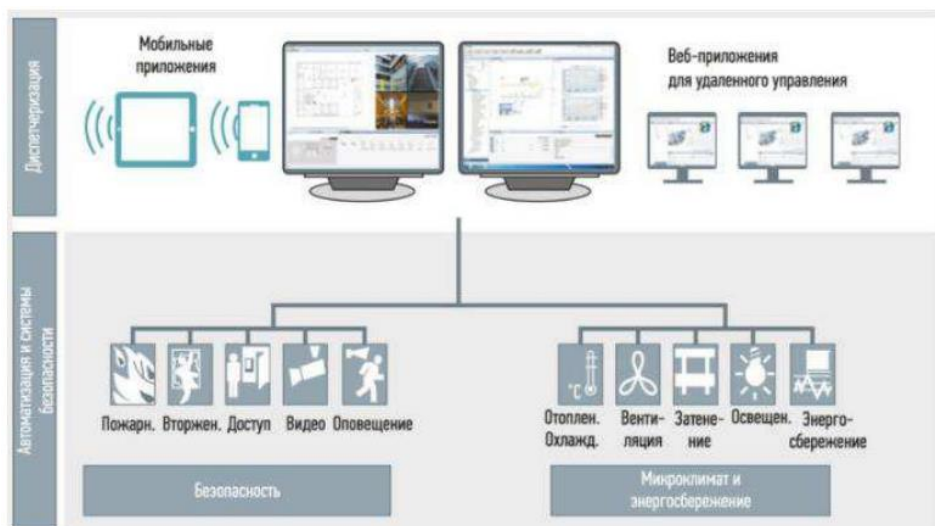 Диспетчеризация
Мобильные
приложения
Веб-приложения
для удаленного управления
Автоматизация и системы
безопасности
Пожарн. Вторжен. Доступ Видео Оповещение
Отоплен.
Охлажд.
Венти-
ляция
Затене-
ние
Освещен.
Энерго-
сбережение
Безопасность
Микроклимат и
энергосбережение
°C